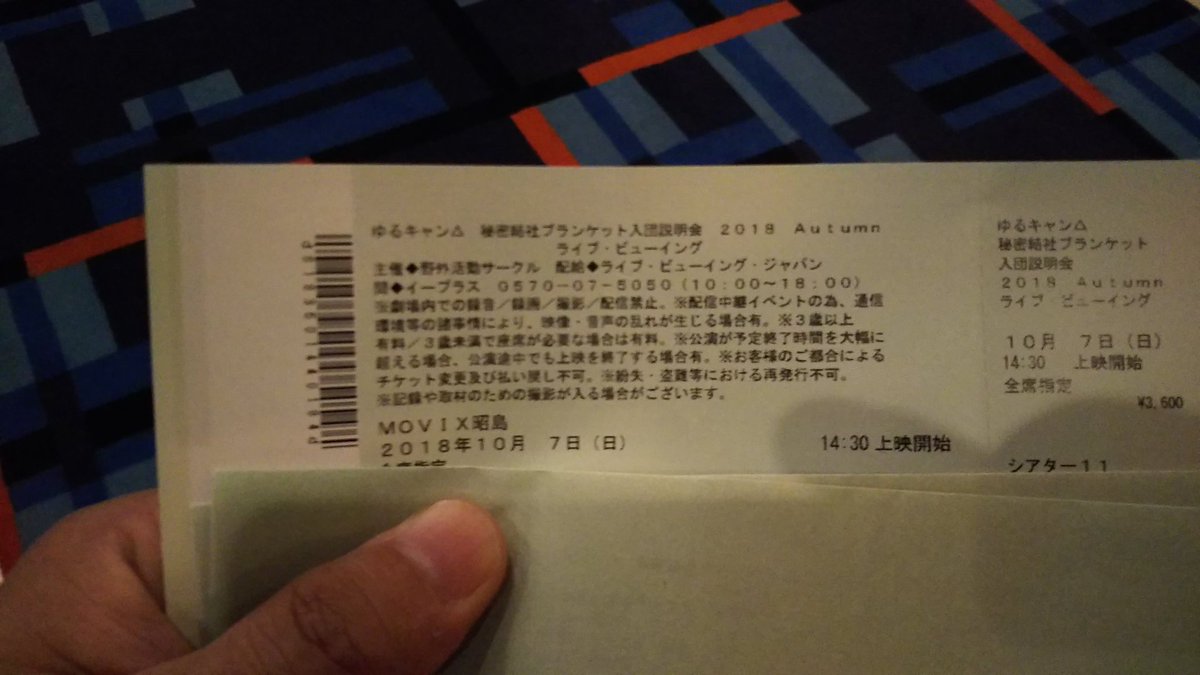 ゆるキャン△ 秘密結社ブランケット入団説明会 2018 Autumn
ライブ・ビューイング
主催◆野外活動サークル 配給◆ライブ・ビューイング・ジャパン
問◆イープラス 0570-07-5050(10:00~18:00)
※劇場内での録音/録画/撮影/配信禁止。※配信中継イベントの為、通信
環境等の諸事情により、映像・音声の乱れが生じる場合有。※3歳以上
有料/3歳未満で座席が必要な場合は有料。※公演が予定終了時間を大幅に
超える場合、公演途中でも上映を終了する場合有。※お客様のご都合による
チケット変更及び払い戻し不可。※紛失・盗難等における再発行不可。
※記録や取材のための撮影が入る場合がございます。
MOVIX昭島
2018年10月 7日(日) 14:30 上映開始
ゆるキャン△
秘密結社ブランケット
入団説明会
2018 Autumn
ライブ・ビューイング
10月 7日(日)
14:30 上映開始
全席指定
¥3,600
シアター11